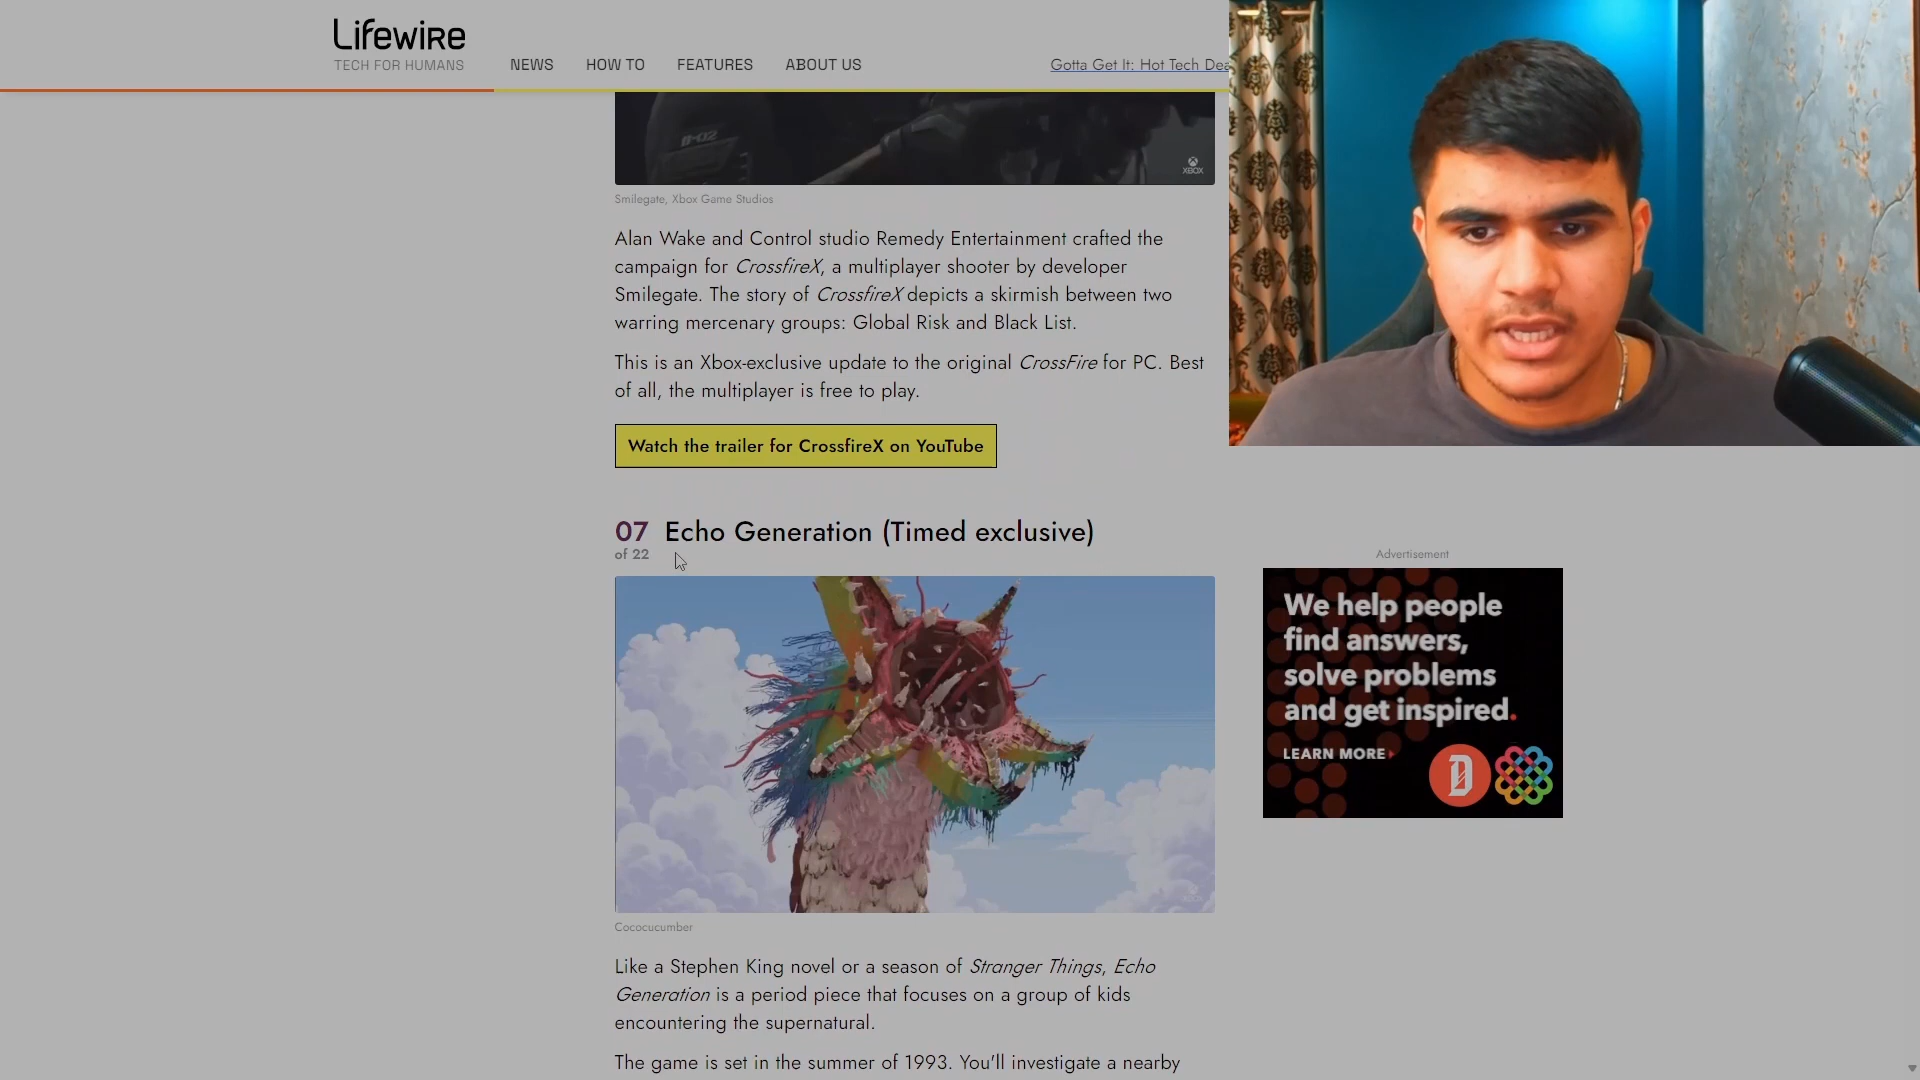 Lifewire
TECH FOR HUMANS
NEWS HOW TO FEATURES ABOUT US
Gotta Get It: Hot Tech Dea
XBOX
Smilegate, Xbox Game Studios
Alan Wake and Control studio Remedy Entertainment crafted the
campaign for CrossfireX, a multiplayer shooter by developer
Smilegate. The story of CrossfireX depicts a skirmish between two
warring mercenary groups: Global Risk and Black List.
This is an Xbox-exclusive update to the original CrossFire for PC. Best
of all, the multiplayer is free to play.
Watch the trailer for CrossfireX on YouTube
07 Echo Generation (Timed exclusive)
of 22
Advertisement
We help people
find answers,
solve problems
and get inspired.
LEARN MORE
D
Cococucumber
Like a Stephen King novel or a season of Stranger Things, Echo
Generation is a period piece that focuses on a group of kids
encountering the supernatural.
The game is set in the summer of 1993. You'll investigate a nearby